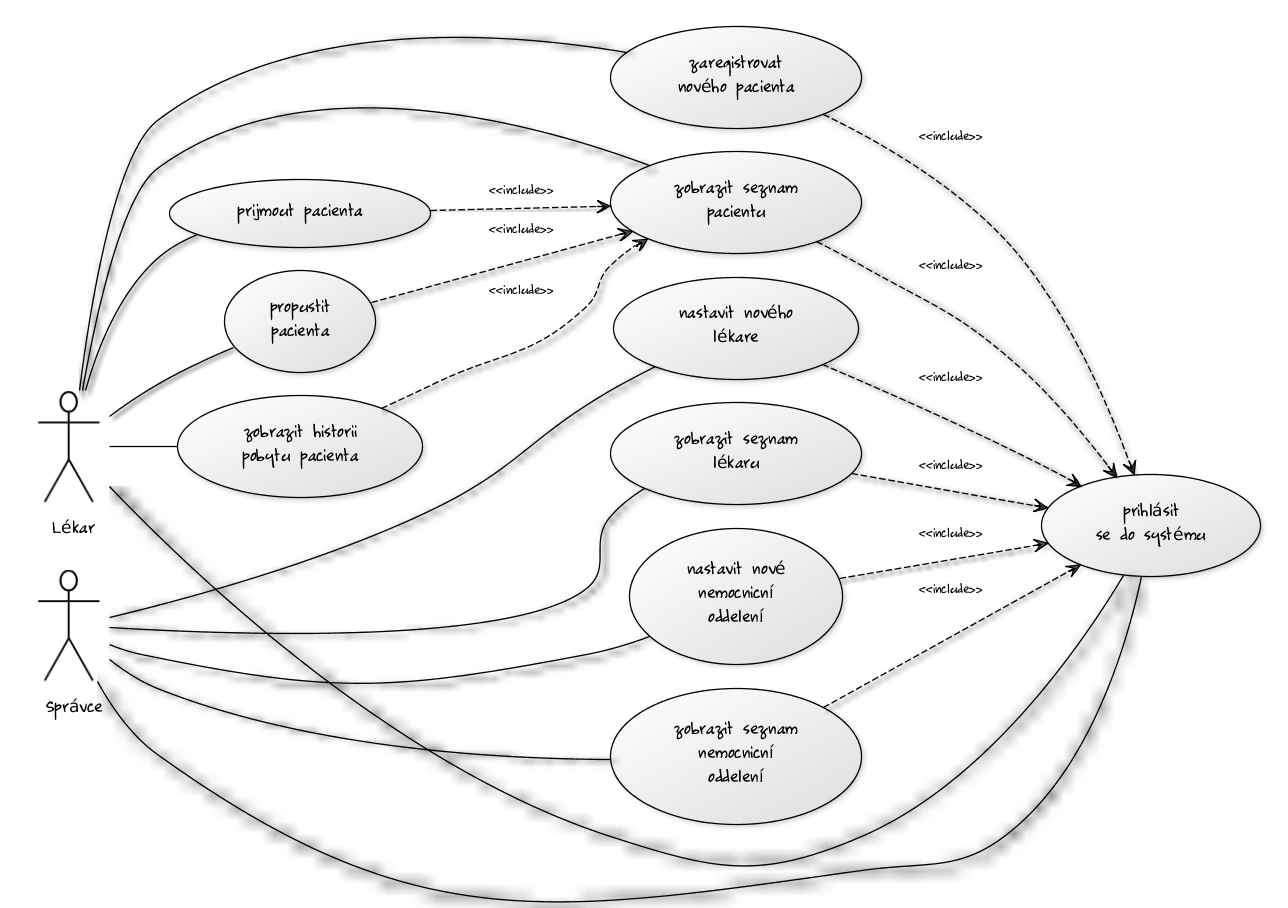 zaregistrovat
nového pacienta
<<include>>
zobrazit seznam
pacientu
<<include>>
prijmout pacienta
<<include>>
<<include>>
<<include>>
propustit
pacienta
nastavit nového
lékare
<<include>>
zobrazit historii
pobytu pacienta
zobrazit seznam
lékaru
<<include>>
Lékar
prihlásit
se do systému
<<include>>
nastavit nové
nemocnicní
oddelení
<<include>>
Správce
zobrazit seznam
nemocnicní
oddelení